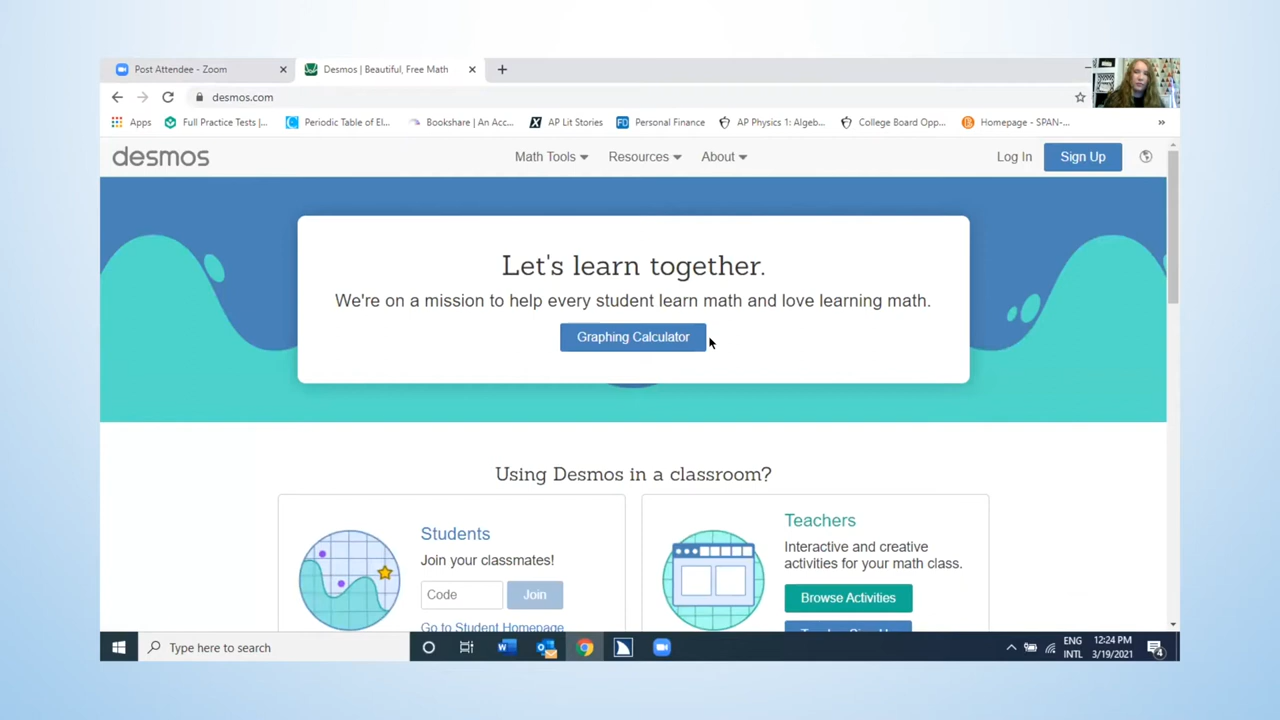 Post Attendee - Zoom
Desmos | Beautiful, Free Math
desmos.com
Apps
Full Practice Tests |...
Periodic Table of El...
Bookshare | An Acc...
AP Lit Stories
Personal Finance
AP Physics 1: Algeb...
College Board Opp...
Homepage - SPAN-...
desmos
Math Tools
Resources
About
Log In
Sign Up
Let's learn together.
We're on a mission to help every student learn math and love learning math.
Graphing Calculator
Using Desmos in a classroom?
Students
Join your classmates!
Code
Join
Go to Student Homepage
Teachers
Interactive and creative
activities for your math class.
Browse Activities
Type here to search
ENG
INTL
12:24 PM
3/19/2021
4